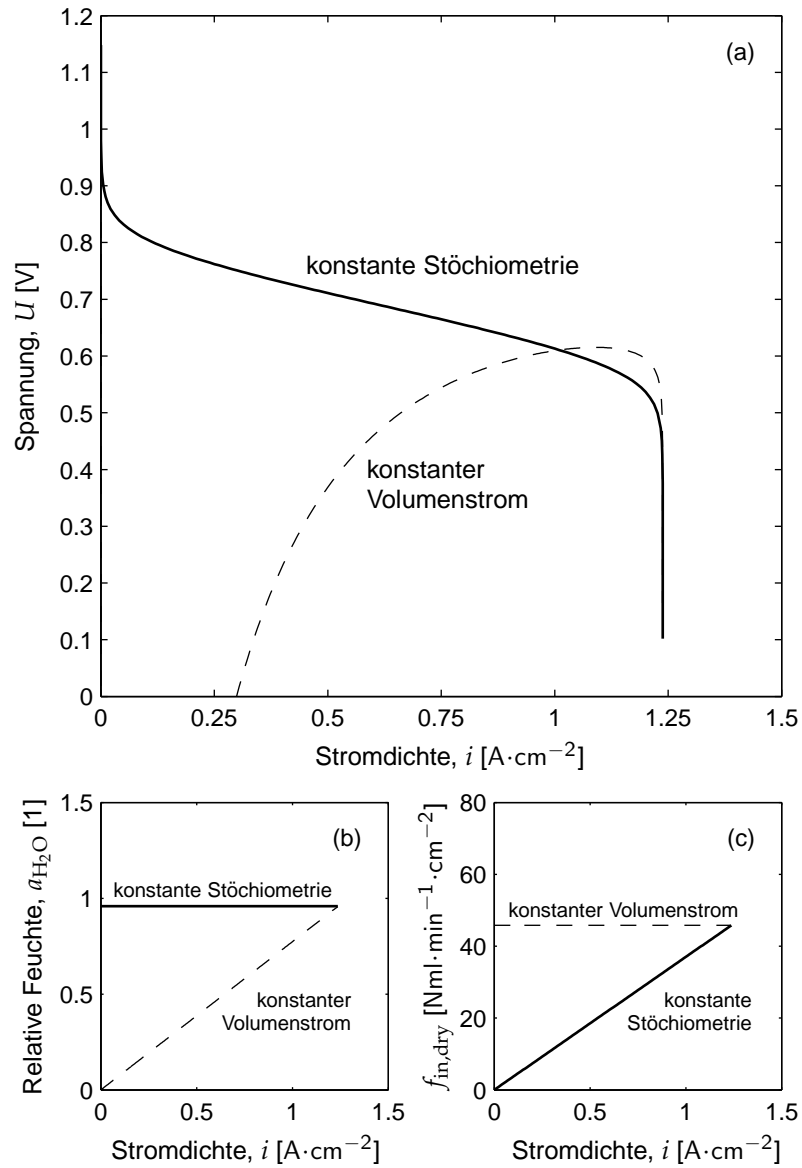 (a)
1.2
1.1
1
0.9
0.8
0.7
0.6
0.5
0.4
0.3
0.2
0.1
0
Spannung, U [V]
konstante Stöchiometrie
konstanter
Volumenstrom
0 0.25 0.5 0.75 1 1.25 1.5
Stromdichte, i [A·cm−2]
(b)
1.5
1
0.5
0
Relative Feuchte, aH2O [1]
konstante Stöchiometrie
konstanter
Volumenstrom
0 0.5 1 1.5
Stromdichte, i [A·cm−2]
(c)
80
60
40
20
0
fin,dry [Nml·min−1·cm−2]
konstanter Volumenstrom
konstante
Stöchiometrie
0 0.5 1 1.5
Stromdichte, i [A·cm−2]